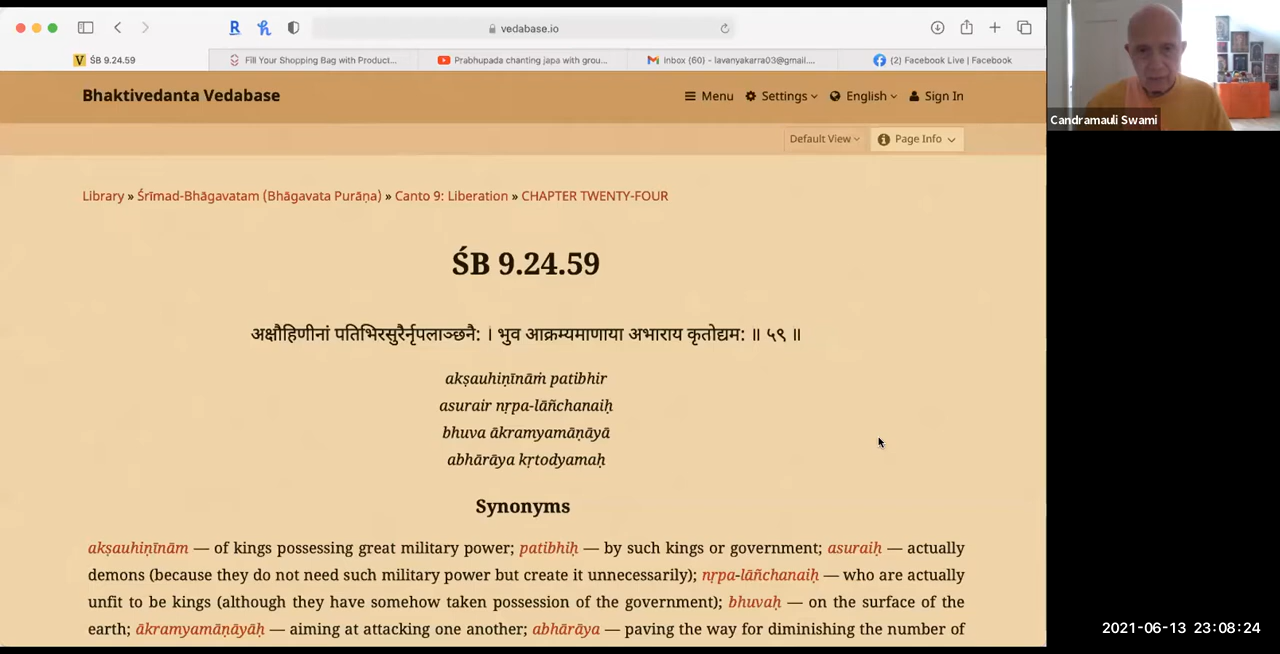 vedabase.io
ŚB 9.24.59
Fill Your Shopping Bag with Product...
Prabhupada chanting japa with grou...
Inbox (60) - lavanyakarra03@gmail....
(2) Facebook Live | Facebook
Bhaktivedanta Vedabase
Menu Settings English Sign In
Default View Page Info
Library » Śrīmad-Bhāgavatam (Bhāgavata Purāṇa) » Canto 9: Liberation » CHAPTER TWENTY-FOUR
ŚB 9.24.59
अक्षौहिणीनां पतिभिरसुरैर्नृपलाञ्छनै: । भुव आक्रम्यमाणाया अभाराय कृतोद्यम: ॥ ५९ ॥
akṣauhiṇīnāṁ patibhir
asurair nṛpa-lāñchanaiḥ
bhuva ākramyamāṇāyā
abhārāya kṛtodyamaḥ
Synonyms
akṣauhiṇīnām — of kings possessing great military power; patibhiḥ — by such kings or government; asuraiḥ — actually
demons (because they do not need such military power but create it unnecessarily); nṛpa-lāñchanaiḥ — who are actually
unfit to be kings (although they have somehow taken possession of the government); bhuvaḥ — on the surface of the
earth; ākramyamāṇāyāḥ — aiming at attacking one another; abhārāya — paving the way for diminishing the number of
Candramauli Swami
2021-06-13 23:08:24